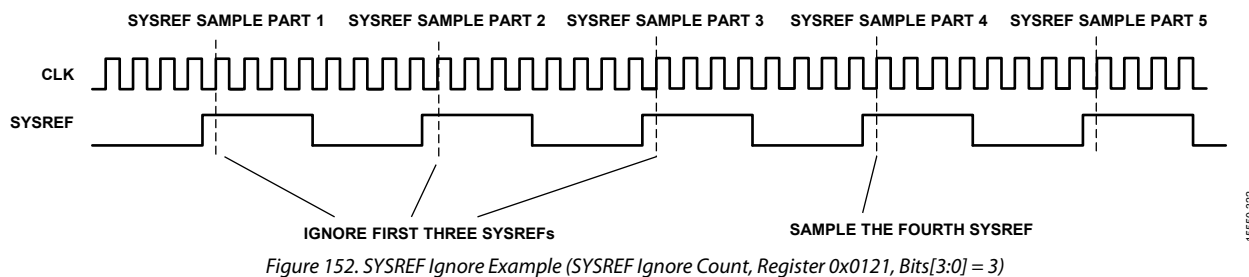 SYSREF SAMPLE PART 1 SYSREF SAMPLE PART 2 SYSREF SAMPLE PART 3 SYSREF SAMPLE PART 4 SYSREF SAMPLE PART 5
CLK
SYSREF
IGNORE FIRST THREE SYSREFs
SAMPLE THE FOURTH SYSREF
Figure 152. SYSREF Ignore Example (SYSREF Ignore Count, Register 0x0121, Bits[3:0] = 3)